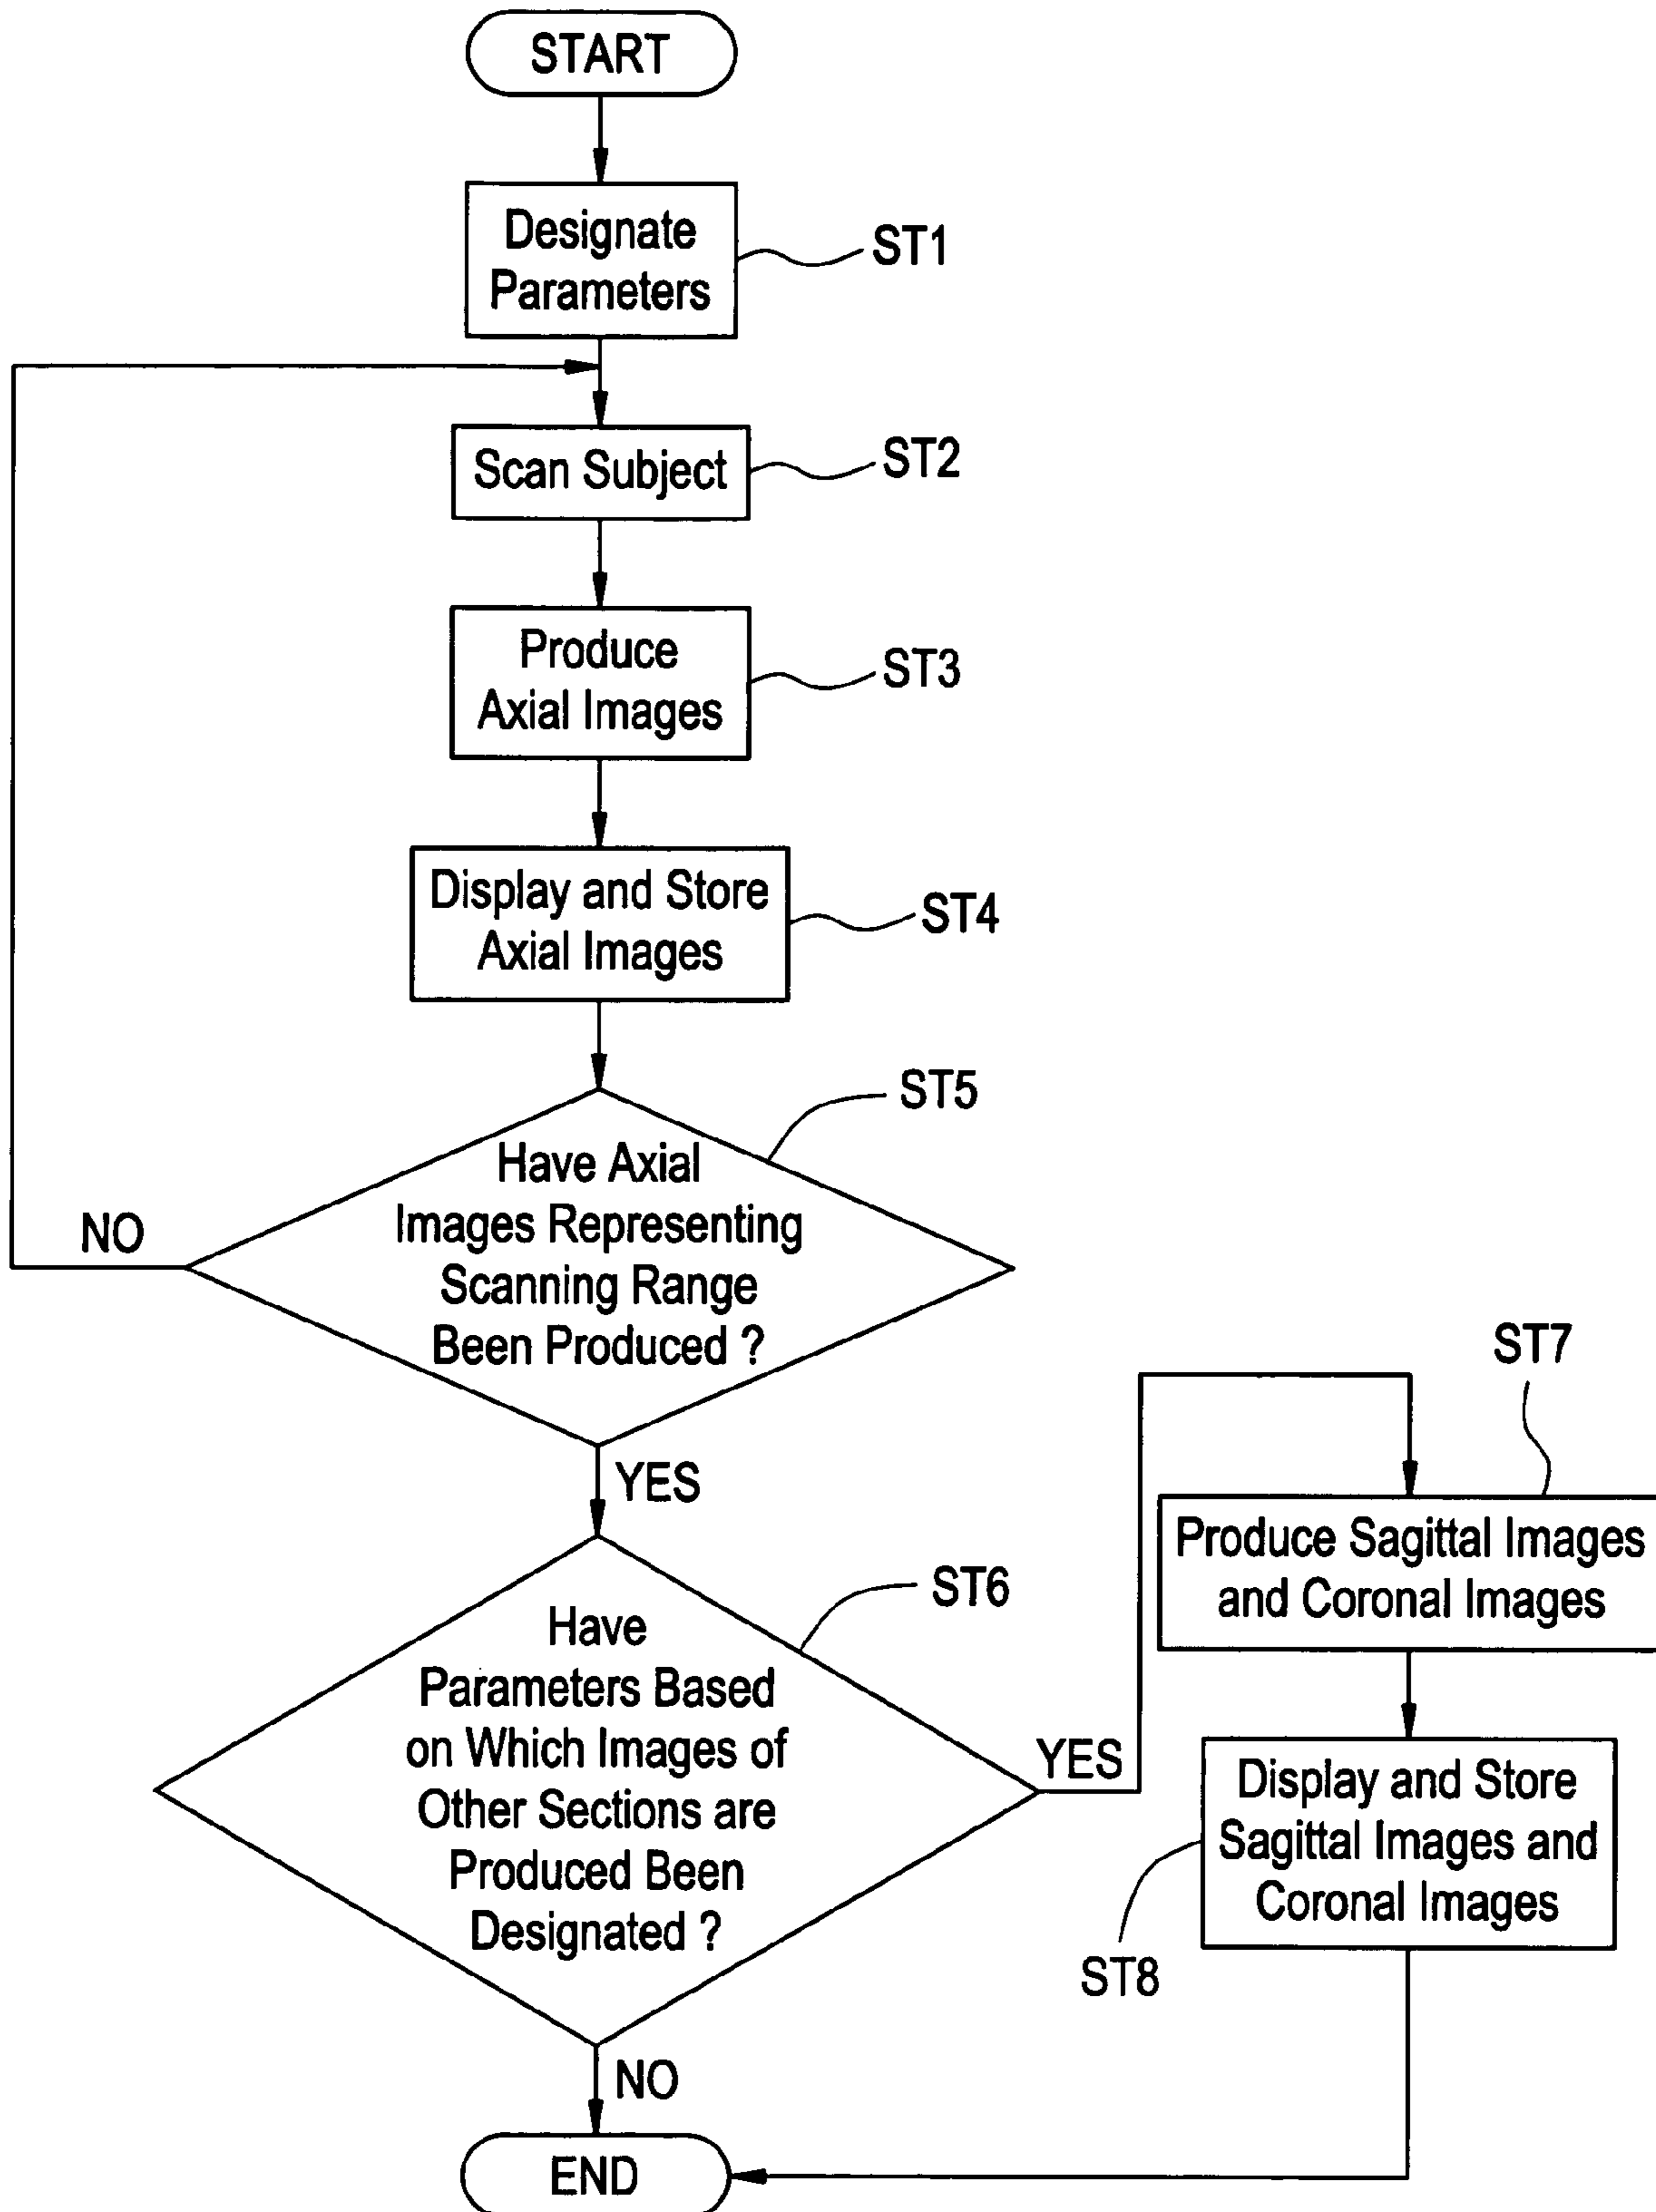 START
Designate
Parameters
ST1
Scan Subject
ST2
Produce
Axial Images
ST3
Display and Store
Axial Images
ST4
Have Axial
Images Representing
Scanning Range
Been Produced ?
ST5
NO
YES
Have
Parameters Based
on Which Images of
Other Sections are
Produced Been
Designated ?
ST6
YES
NO
ST7
Produce Sagittal Images
and Coronal Images
Display and Store
Sagittal Images and
Coronal Images
ST8
END